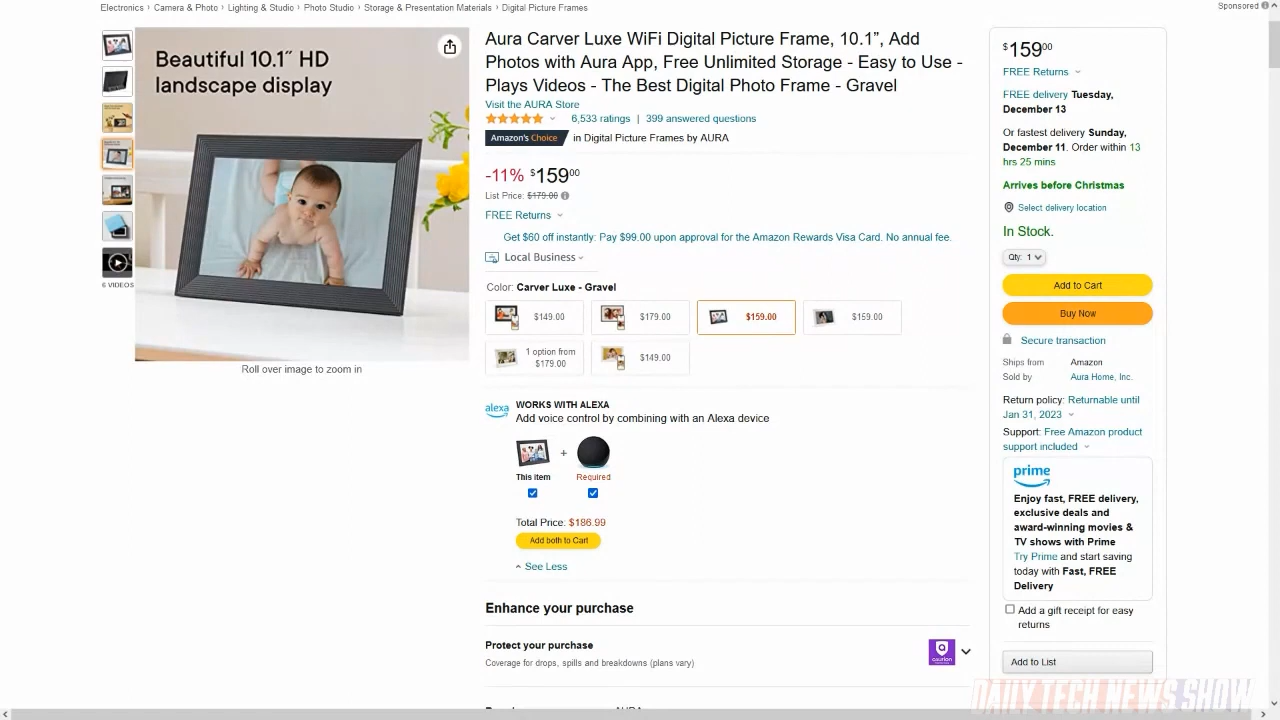 Electronics › Camera & Photo › Lighting & Studio › Photo Studio › Storage & Presentation Materials › Digital Picture Frames
Sponsored
Beautiful 10.1″ HD
landscape display
6 VIDEOS
Roll over image to zoom in
Aura Carver Luxe WiFi Digital Picture Frame, 10.1”, Add
Photos with Aura App, Free Unlimited Storage - Easy to Use -
Plays Videos - The Best Digital Photo Frame - Gravel
Visit the AURA Store
6,533 ratings | 399 answered questions
Amazon's Choice in Digital Picture Frames by AURA
-11% $159.00
List Price: $179.00
FREE Returns
Get $60 off instantly: Pay $99.00 upon approval for the Amazon Rewards Visa Card. No annual fee.
Local Business
Color: Carver Luxe - Gravel
$149.00 $179.00 $159.00 $159.00
1 option from
$179.00
$149.00
alexa
WORKS WITH ALEXA
Add voice control by combining with an Alexa device
+
This item Required
Total Price: $186.99
Add both to Cart
See Less
Enhance your purchase
Protect your purchase
Coverage for drops, spills and breakdowns (plans vary)
$159.00
FREE Returns
FREE delivery Tuesday,
December 13
Or fastest delivery Sunday,
December 11. Order within 13
hrs 25 mins
Arrives before Christmas
Select delivery location
In Stock.
Qty: 1
Add to Cart
Buy Now
Secure transaction
Ships from Amazon
Sold by Aura Home, Inc.
Return policy: Returnable until
Jan 31, 2023
Support: Free Amazon product
support included
prime
Enjoy fast, FREE delivery,
exclusive deals and
award-winning movies &
TV shows with Prime
Try Prime and start saving
today with Fast, FREE
Delivery
Add a gift receipt for easy
returns
Add to List
DAILY TECH NEWS SHOW